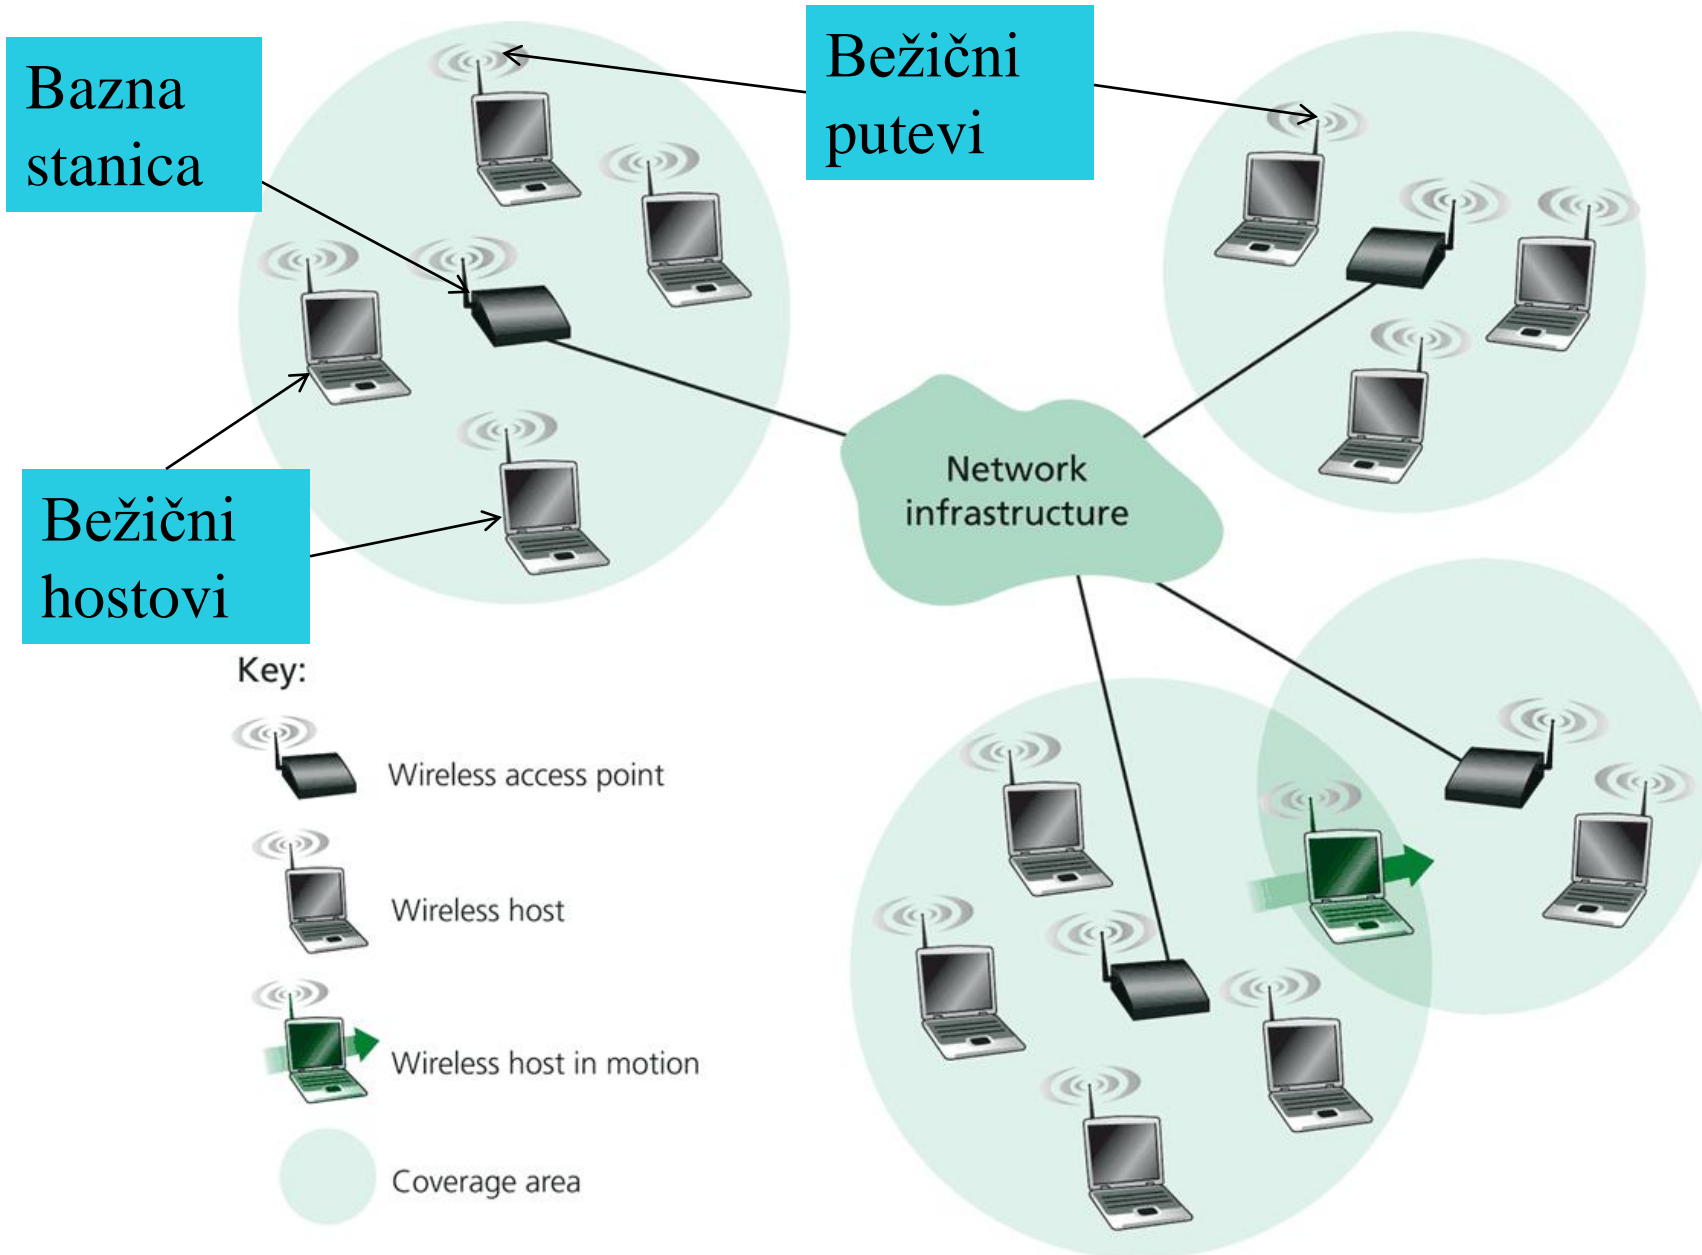 Bazna
stanica
Bežični
putevi
Bežični
hostovi
Network
infrastructure
Key:
Wireless access point
Wireless host
Wireless host in motion
Coverage area